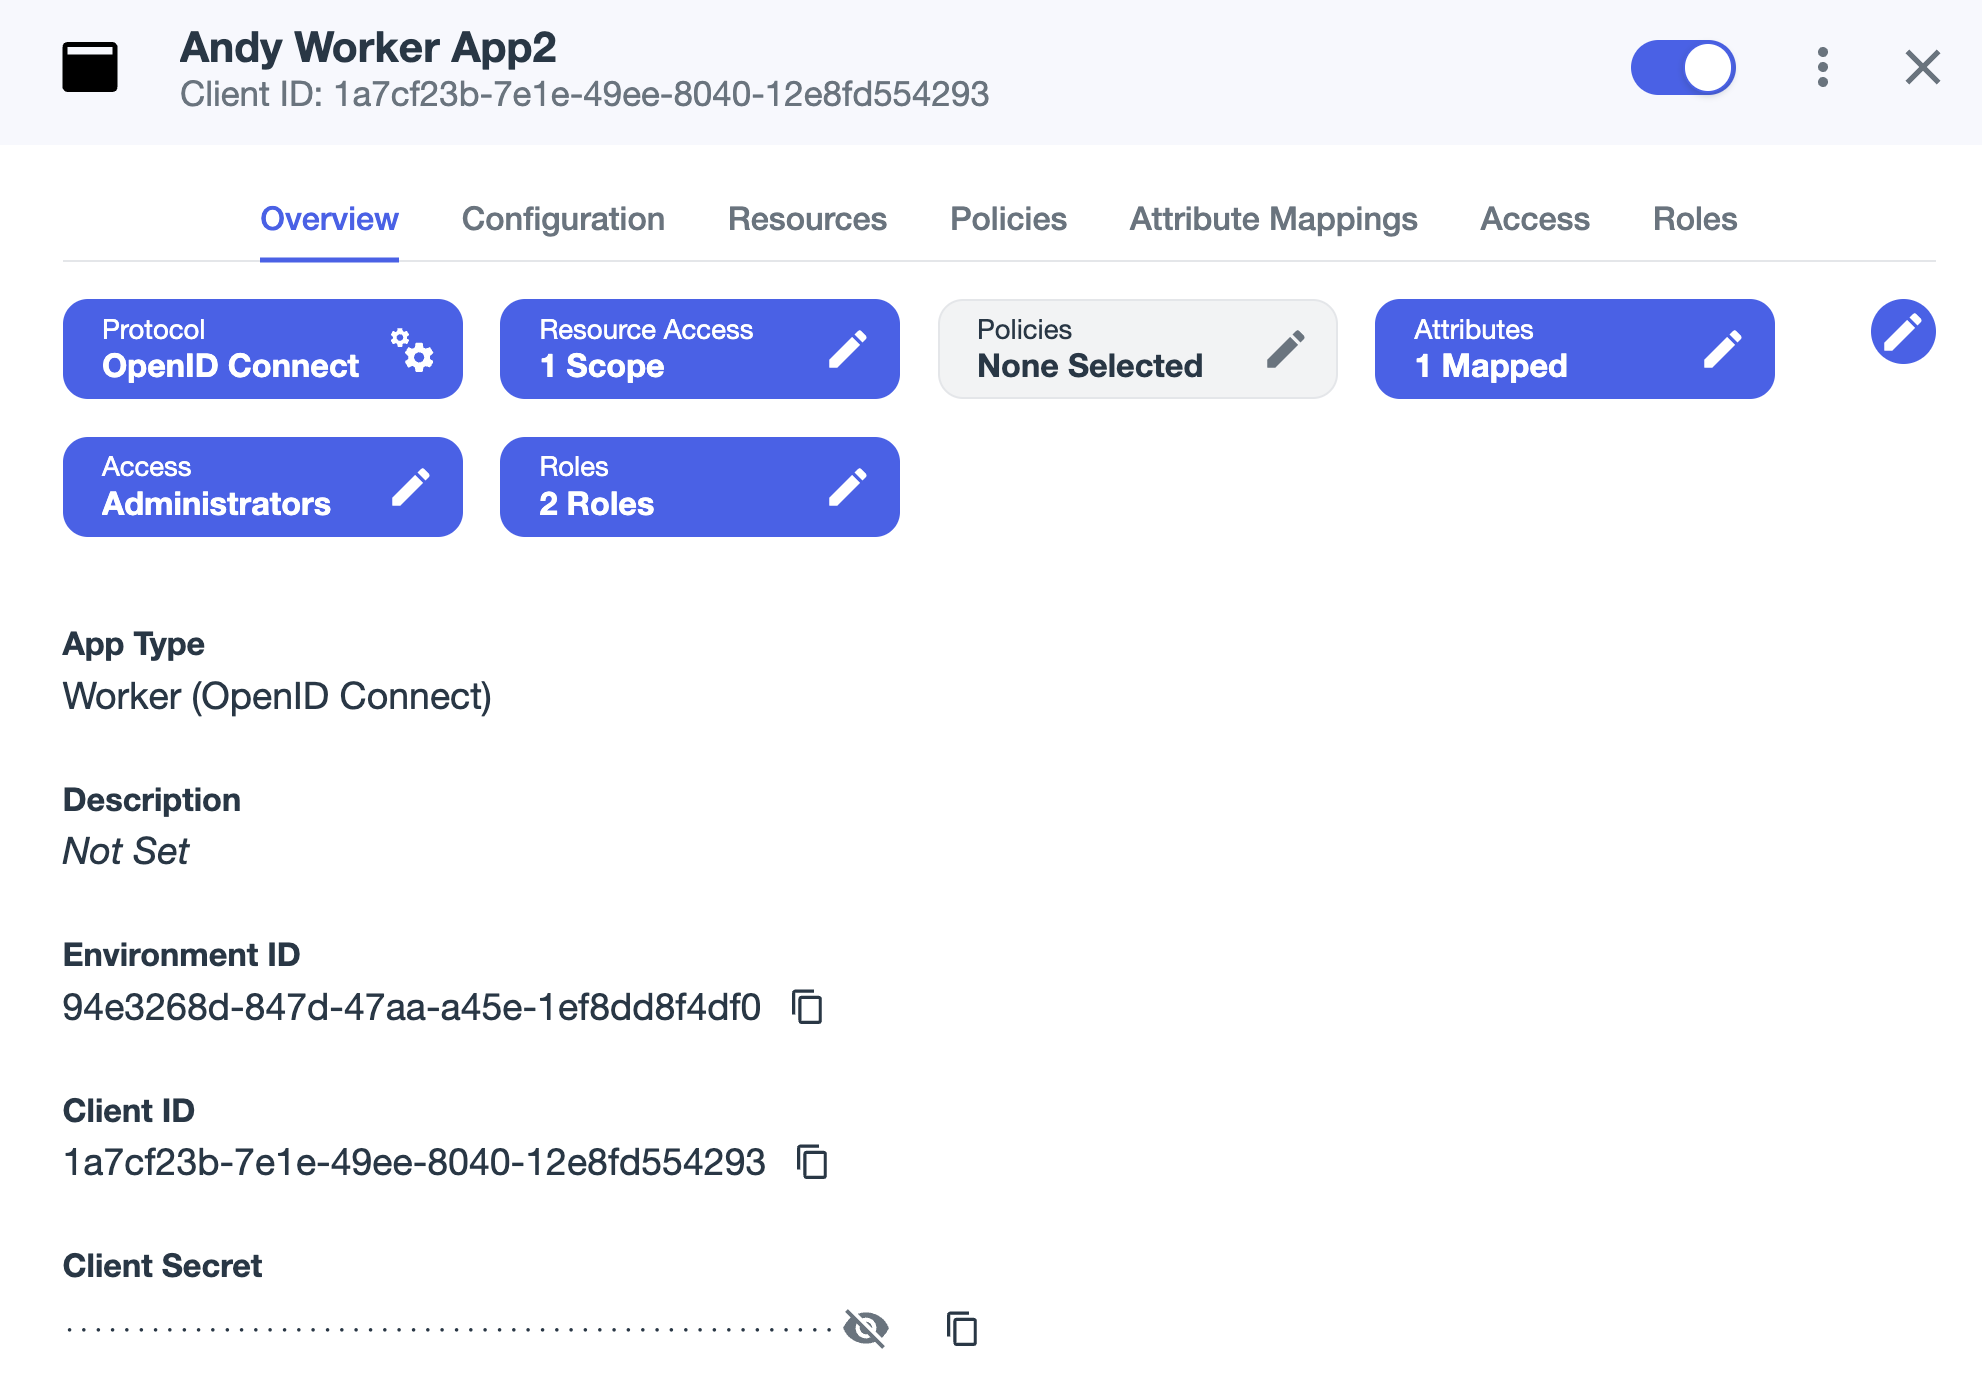 Andy Worker App2
Client ID: 1a7cf23b-7e1e-49ee-8040-12e8fd554293
Overview Configuration Resources Policies Attribute Mappings Access Roles
Protocol
OpenID Connect
Resource Access
1 Scope
Policies
None Selected
Attributes
1 Mapped
Access
Administrators
Roles
2 Roles
App Type
Worker (OpenID Connect)
Description
Not Set
Environment ID
94e3268d-847d-47aa-a45e-1ef8dd8f4df0
Client ID
1a7cf23b-7e1e-49ee-8040-12e8fd554293
Client Secret